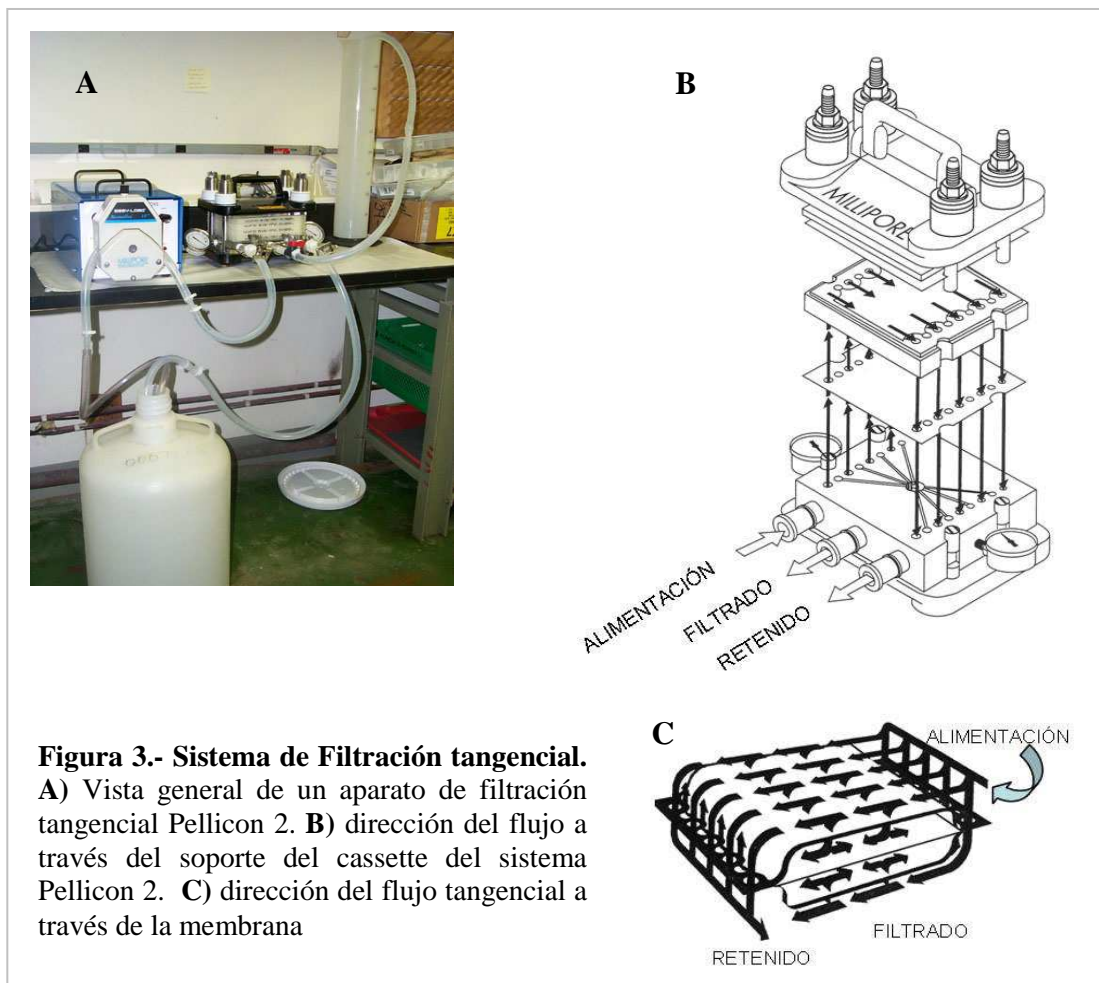 A
B
MILLIPORE
MILLIPORE
ALIMENTACIÓN
FILTRADO
RETENIDO
C
ALIMENTACIÓN
FILTRADO
RETENIDO
Figura 3.- Sistema de Filtración tangencial.
A) Vista general de un aparato de filtración
tangencial Pellicon 2. B) dirección del flujo a
través del soporte del cassette del sistema
Pellicon 2. C) dirección del flujo tangencial a
través de la membrana